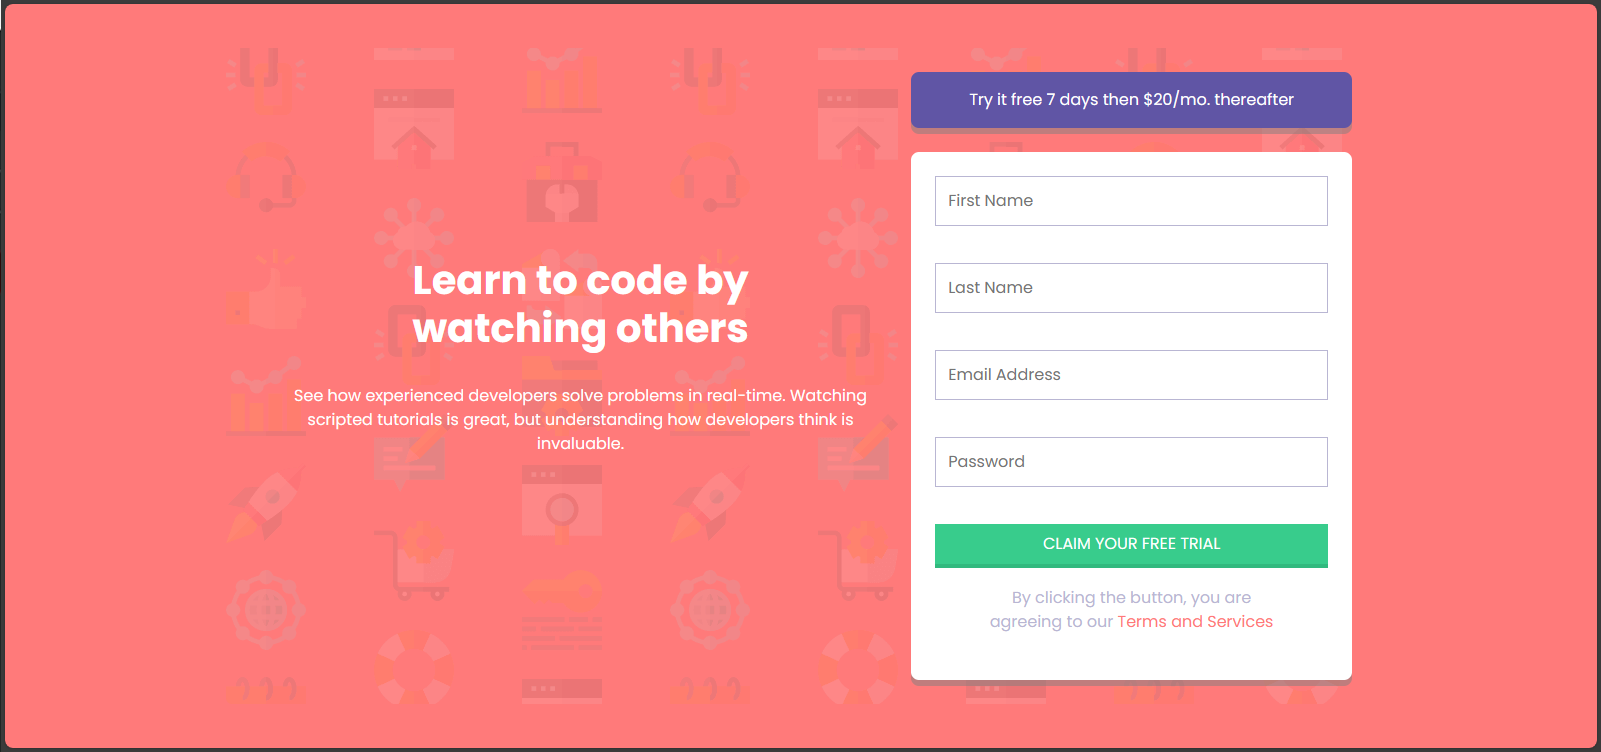 Learn to code by
watching others
See how experienced developers solve problems in real-time. Watching
scripted tutorials is great, but understanding how developers think is
invaluable.
Try it free 7 days then $20/mo. thereafter
First Name
Last Name
Email Address
Password
CLAIM YOUR FREE TRIAL
By clicking the button, you are
agreeing to our Terms and Services